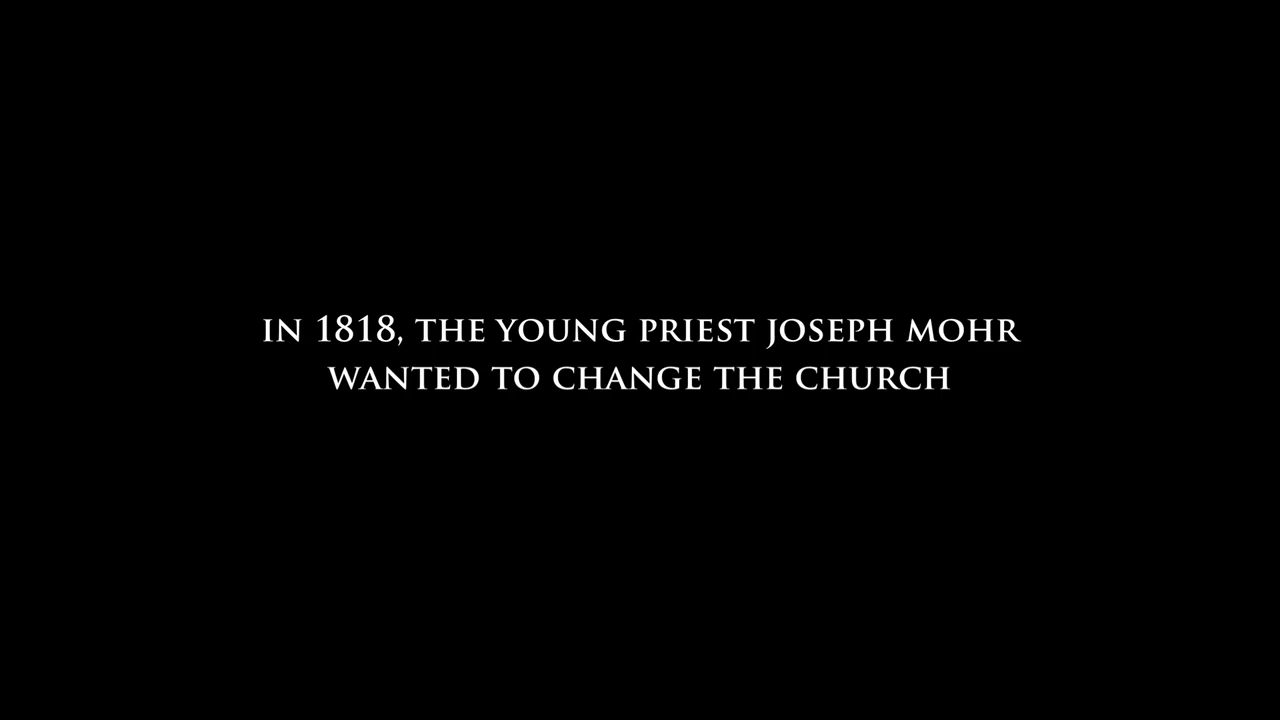 IN 1818, THE YOUNG PRIEST JOSEPH MOHR
WANTED TO CHANGE THE CHURCH